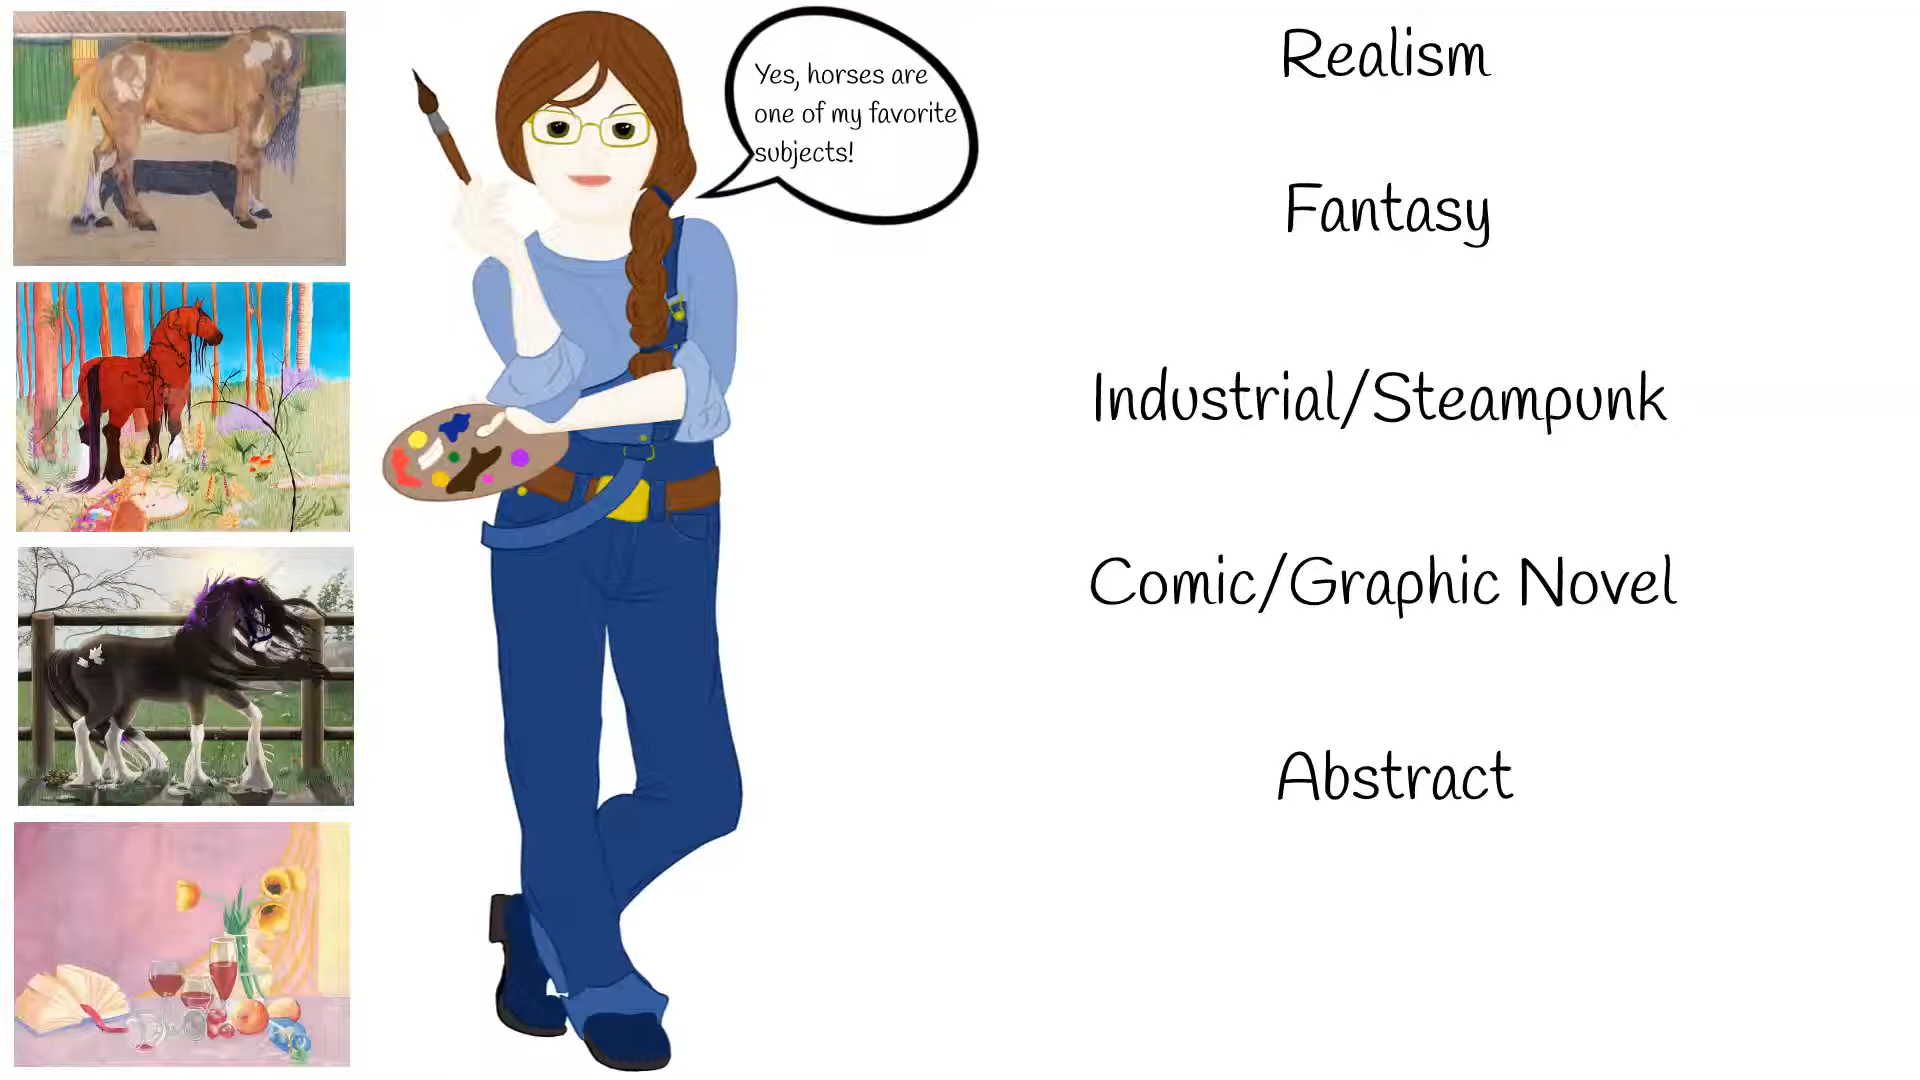 Yes, horses are
one of my favorite
subjects!
Realism
Fantasy
Industrial/Steampunk
Comic/Graphic Novel
Abstract